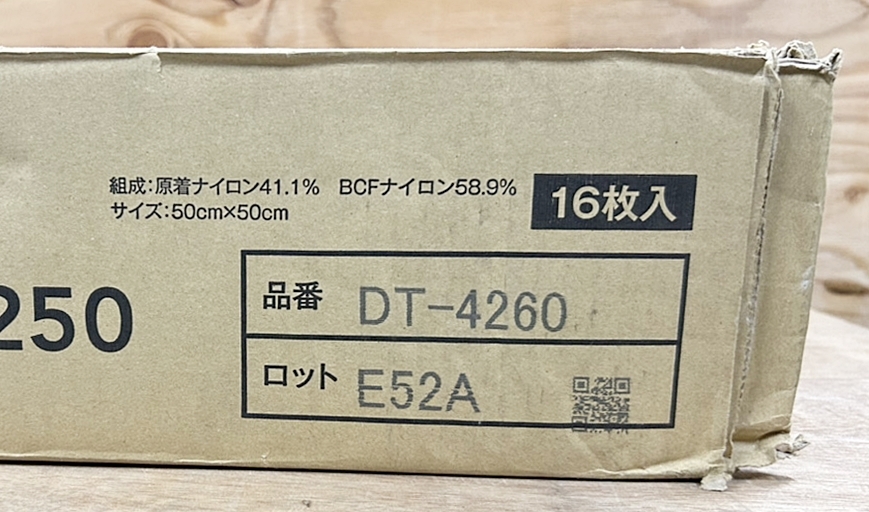 組成:原着ナイロン41.1% BCFナイロン58.9%
サイズ:50cm×50cm
16枚入
250
品番 DT-4260
ロット E52A